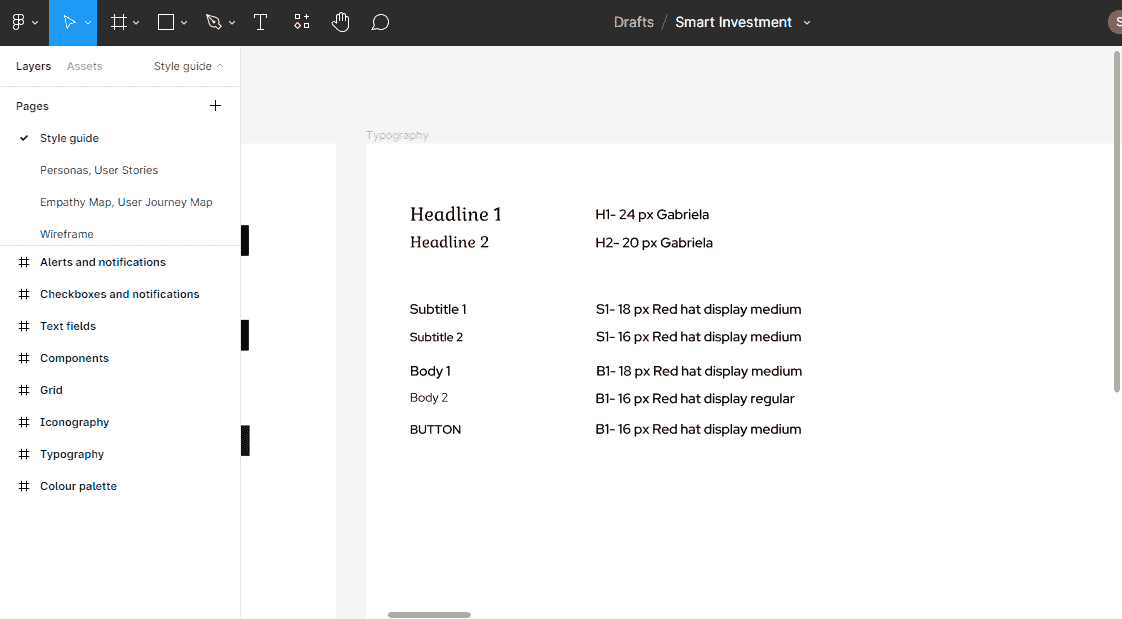 Drafts / Smart Investment
S
Layers Assets Style guide
Pages
Style guide
Personas, User Stories
Empathy Map, User Journey Map
Wireframe
Alerts and notifications
Checkboxes and notifications
Text fields
Components
Grid
Iconography
Typography
Colour palette
Typography
Headline 1 H1- 24 px Gabriela
Headline 2 H2- 20 px Gabriela
Subtitle 1 S1- 18 px Red hat display medium
Subtitle 2 S1- 16 px Red hat display medium
Body 1 B1- 18 px Red hat display medium
Body 2 B1- 16 px Red hat display regular
BUTTON B1- 16 px Red hat display medium